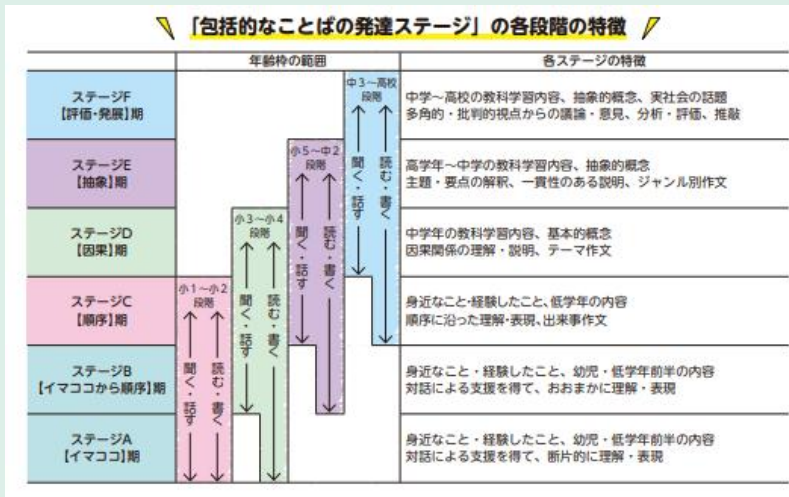 「包括的なことばの発達ステージ」の各段階の特徴
年齢枠の範囲
各ステージの特徴
ステージF
【評価・発展】期
中3～高校
段階
聞く・話す
読む・書く
中学～高校の教科学習内容、抽象的概念、実社会の話題
多角的・批判的視点からの議論・意見、分析・評価、推敲
ステージE
【抽象】期
小5～中2
段階
聞く・話す
読む・書く
高学年～中学の教科学習内容、抽象的概念
主題・要点の解釈、一貫性のある説明、ジャンル別作文
ステージD
【因果】期
小3～小4
段階
聞く・話す
読む・書く
中学年の教科学習内容、基本的概念
因果関係の理解・説明、テーマ作文
ステージC
【順序】期
小1～小2
段階
聞く・話す
読む・書く
身近なこと・経験したこと、低学年の内容
順序に沿った理解・表現、出来事作文
ステージB
【イマココから順序】期
身近なこと・経験したこと、幼児・低学年前半の内容
対話による支援を得て、おおまかに理解・表現
ステージA
【イマココ】期
身近なこと・経験したこと、幼児・低学年前半の内容
対話による支援を得て、断片的に理解・表現